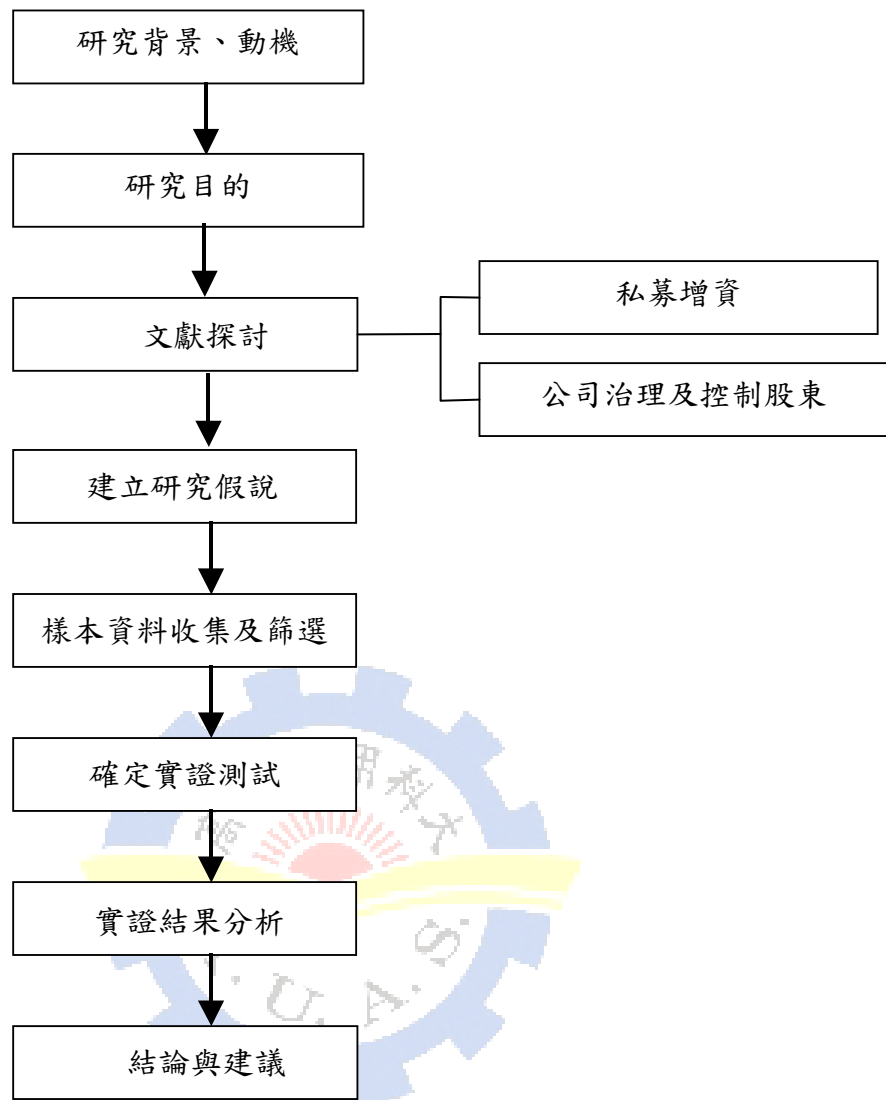 研究背景、動機
研究目的
文獻探討
私募增資
公司治理及控制股東
建立研究假說
樣本資料收集及篩選
確定實證測試
實證結果分析
結論與建議
科大
U.A.S.